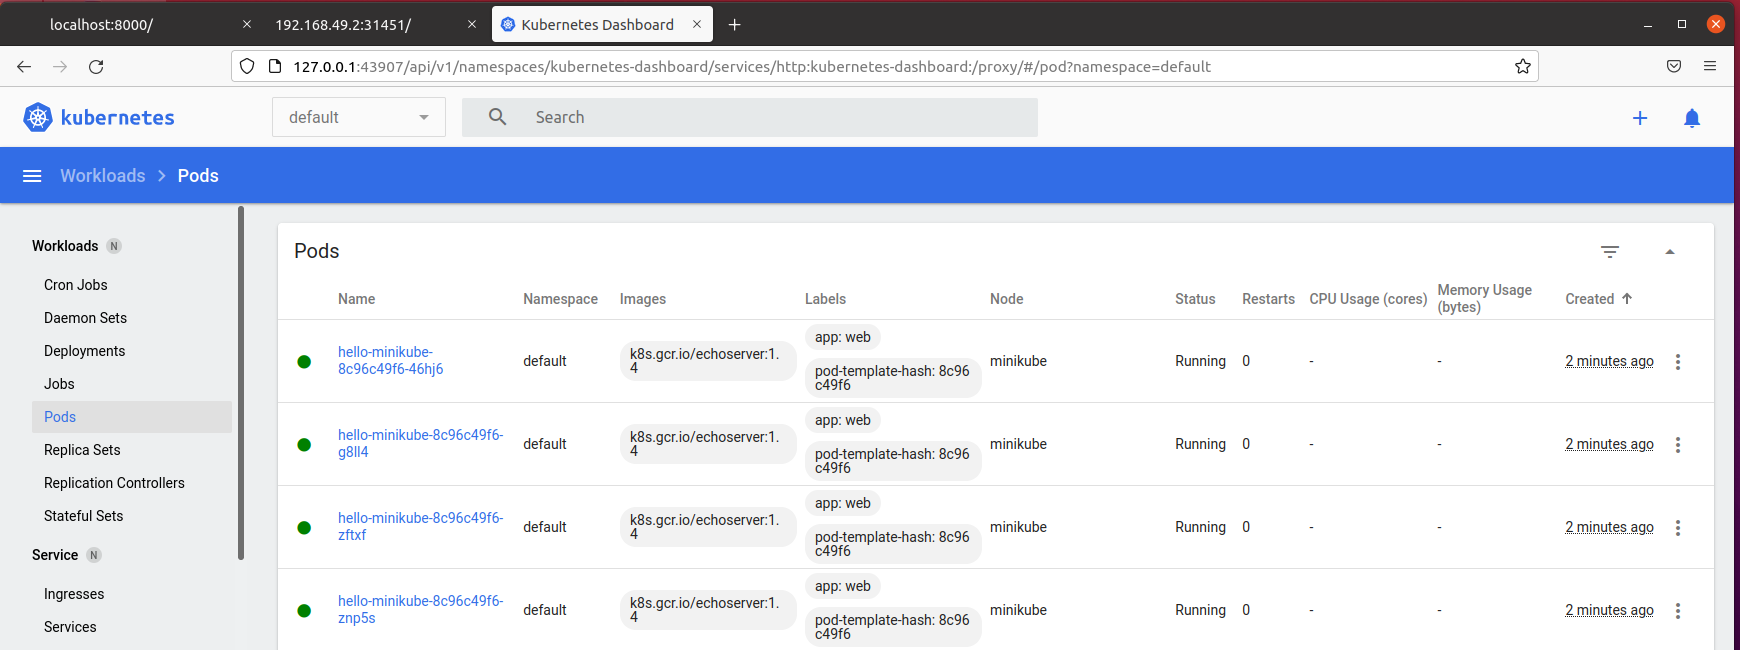 localhost:8000/
192.168.49.2:31451/
Kubernetes Dashboard
127.0.0.1:43907/api/v1/namespaces/kubernetes-dashboard/services/http:kubernetes-dashboard:/proxy/#/pod?namespace=default
kubernetes
default
Search
Workloads > Pods
Workloads N
Cron Jobs
Daemon Sets
Deployments
Jobs
Pods
Replica Sets
Replication Controllers
Stateful Sets
Service N
Ingresses
Services
Pods
Name
Namespace
Images
Labels
Node
Status
Restarts
CPU Usage (cores)
Memory Usage
(bytes)
Created
hello-minikube-
8c96c49f6-46hj6
default
k8s.gcr.io/echoserver:1.
4
app: web
pod-template-hash: 8c96
c49f6
minikube
Running
0
-
-
2 minutes ago
hello-minikube-8c96c49f6-
g8ll4
default
k8s.gcr.io/echoserver:1.
4
app: web
pod-template-hash: 8c96
c49f6
minikube
Running
0
-
-
2 minutes ago
hello-minikube-8c96c49f6-
zftxf
default
k8s.gcr.io/echoserver:1.
4
app: web
pod-template-hash: 8c96
c49f6
minikube
Running
0
-
-
2 minutes ago
hello-minikube-8c96c49f6-
znp5s
default
k8s.gcr.io/echoserver:1.
4
app: web
pod-template-hash: 8c96
c49f6
minikube
Running
0
-
-
2 minutes ago